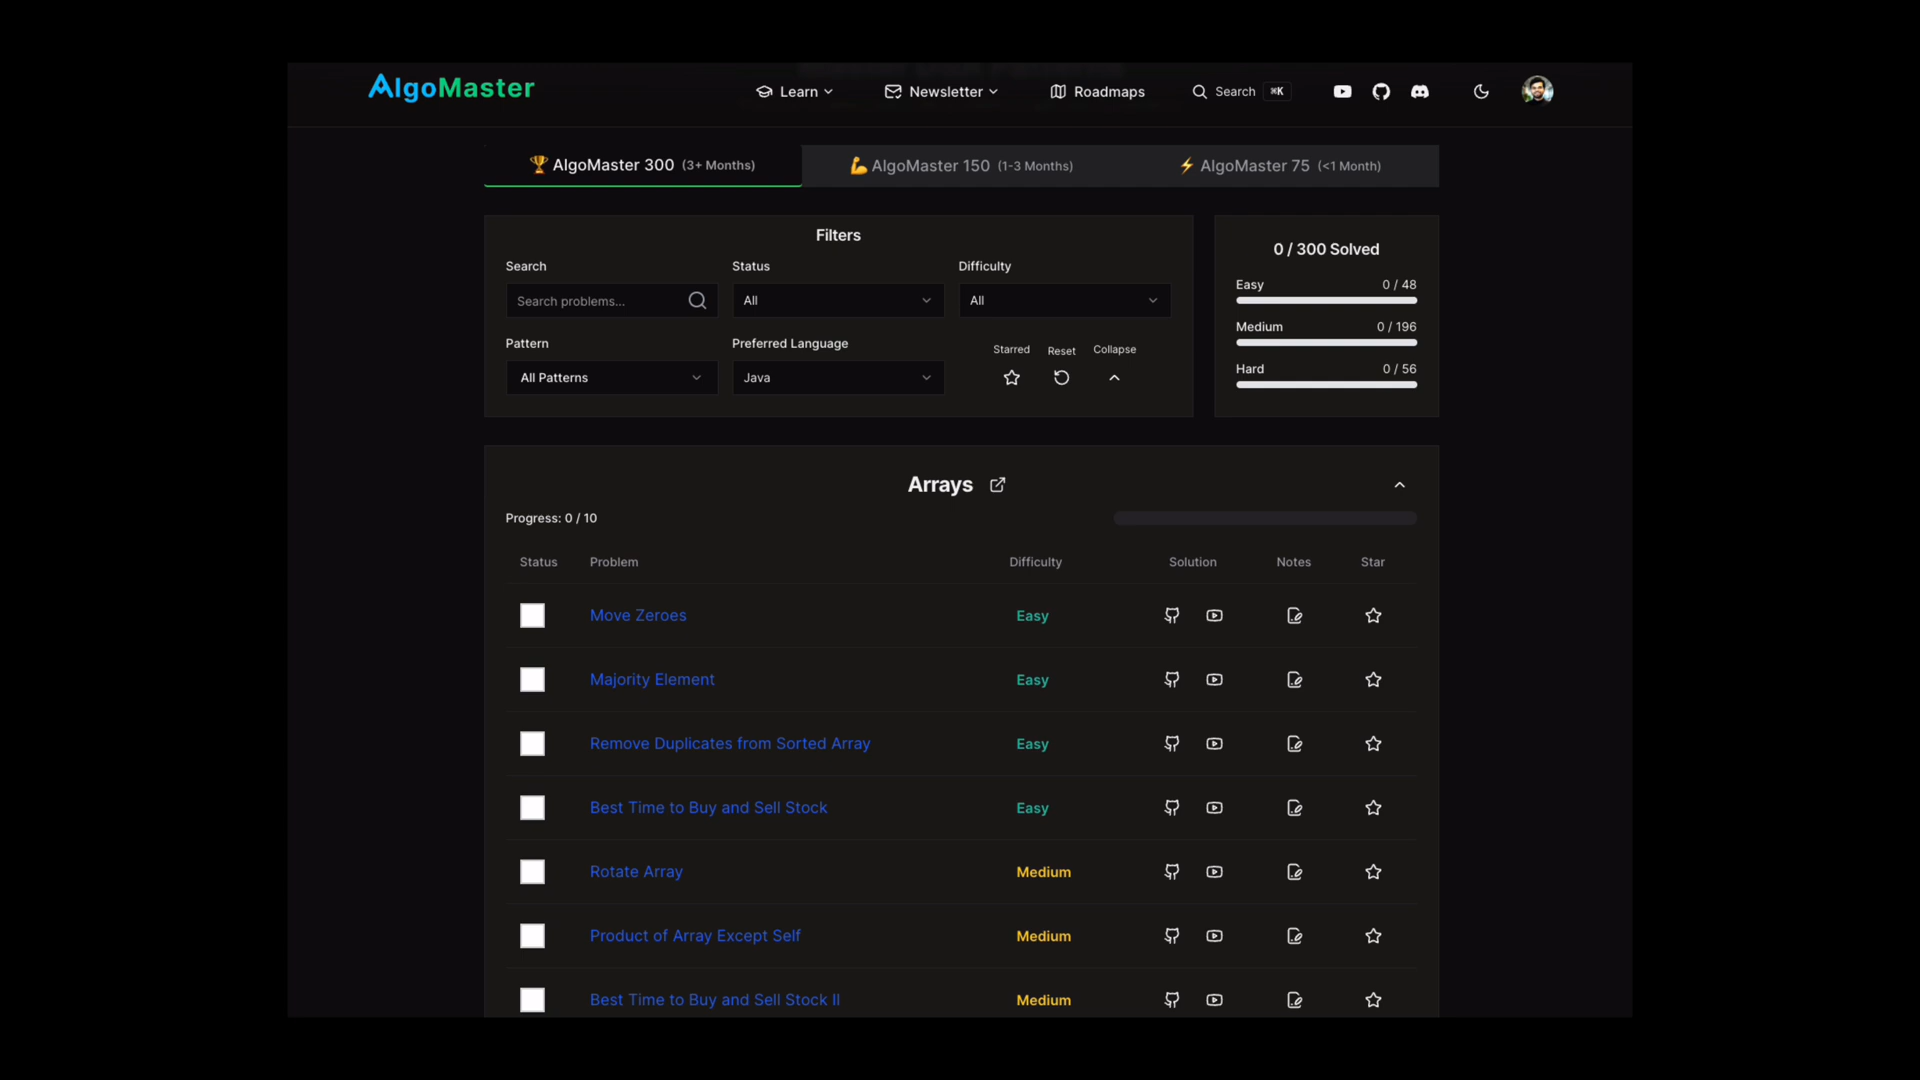 AlgoMaster
Learn
Newsletter
Roadmaps
Search ⌘K
AlgoMaster 300 (3+ Months)
AlgoMaster 150 (1-3 Months)
AlgoMaster 75 (<1 Month)
Filters
Search
Status
Difficulty
Search problems...
All
All
Pattern
Preferred Language
Starred
Reset
Collapse
All Patterns
Java
0 / 300 Solved
Easy 0 / 48
Medium 0 / 196
Hard 0 / 56
Arrays
Progress: 0 / 10
Status Problem Difficulty Solution Notes Star
Move Zeroes Easy
Majority Element Easy
Remove Duplicates from Sorted Array Easy
Best Time to Buy and Sell Stock Easy
Rotate Array Medium
Product of Array Except Self Medium
Best Time to Buy and Sell Stock II Medium